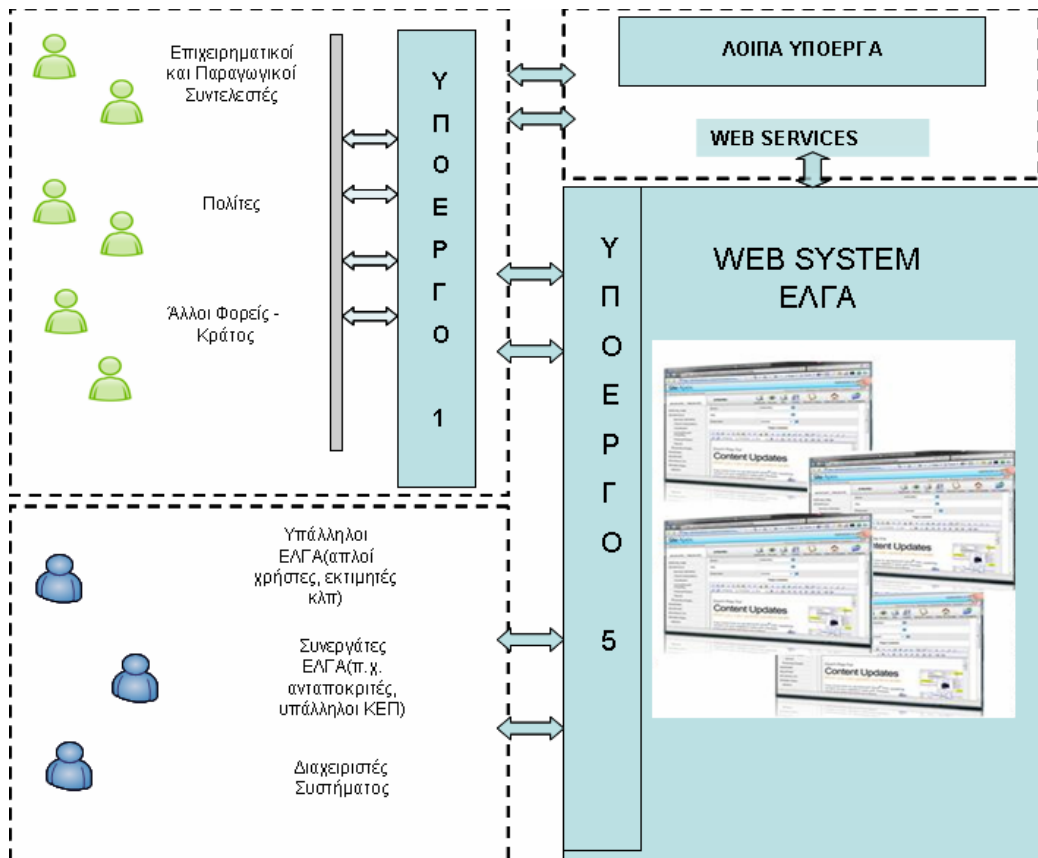 Επιχειρηματικοί
και Παραγωγικοί
Συντελεστές
Πολίτες
Άλλοι Φορείς -
Κράτος
Υ
Π
Ο
Ε
Ρ
Γ
Ο
1
ΛΟΙΠΑ ΥΠΟΕΡΓΑ
WEB SERVICES
Υ
Π
Ο
Ε
Ρ
Γ
Ο
5
WEB SYSTEM
ΕΛΓΑ
Content Updates
Content Updates
Content Updates
Content Updates
Υπάλληλοι
ΕΛΓΑ(απλοί
χρήστες, εκτιμητές
κλπ)
Συνεργάτες
ΕΛΓΑ(π.χ.
ανταποκριτές,
υπάλληλοι ΚΕΠ)
Διαχειριστές
Συστήματος